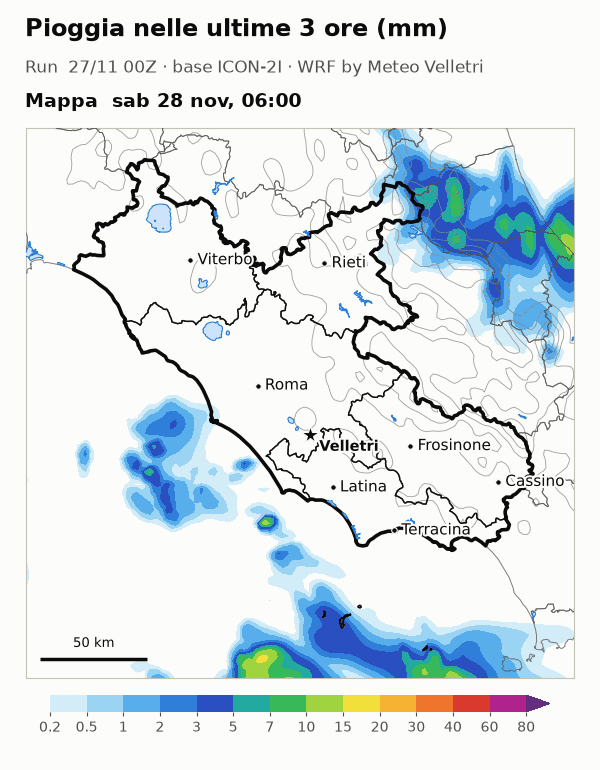 Pioggia nelle ultime 3 ore (mm)
Run 27/11 00Z · base ICON-2I · WRF by Meteo Velletri
Mappa sab 28 nov, 06:00
Viterbo
Rieti
Roma
Velletri
Frosinone
Latina
Cassino
Terracina
50 km
0.2 0.5 1 2 3 5 7 10 15 20 30 40 60 80